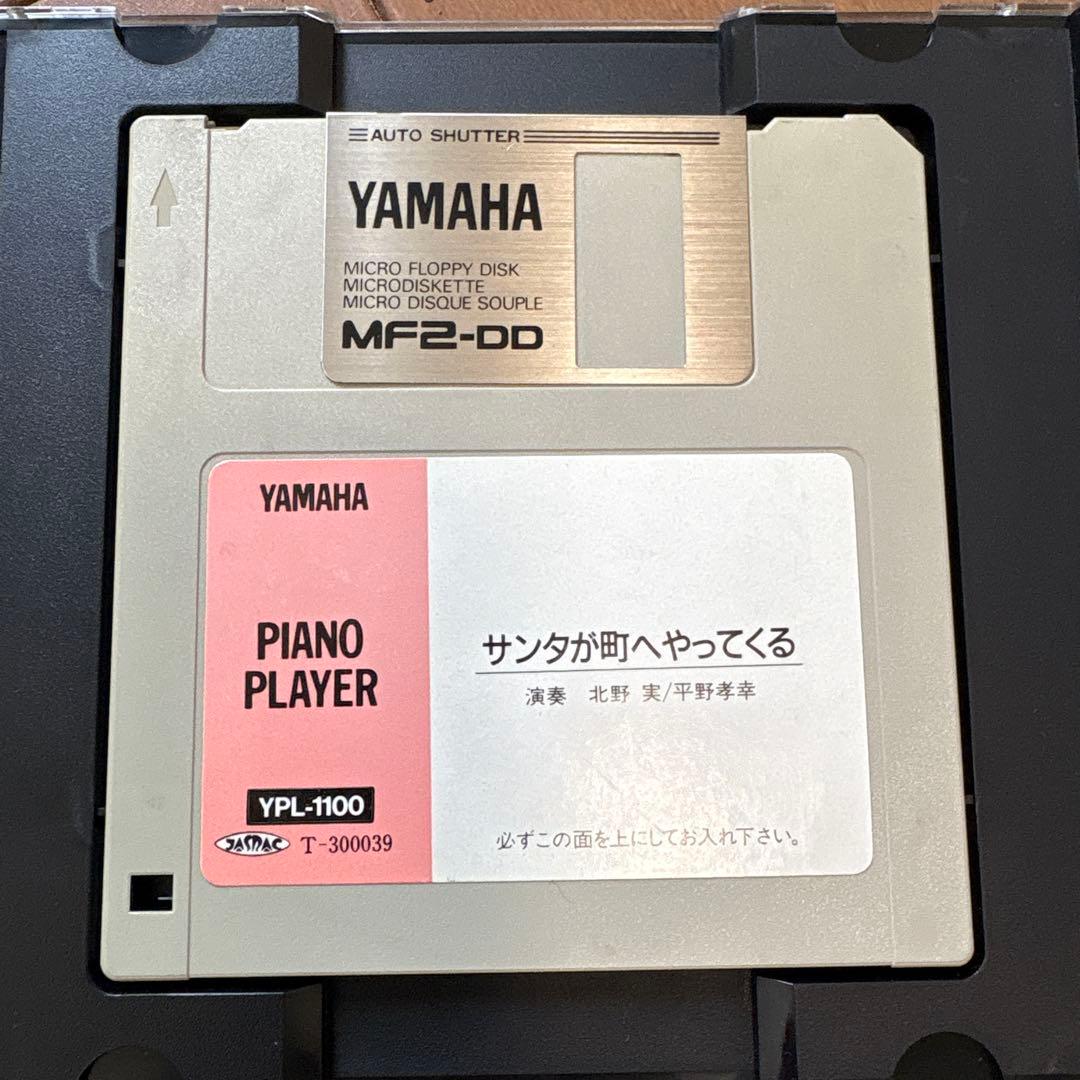 AUTO SHUTTER
YAMAHA
MICRO FLOPPY DISK
MICRODISKETTE
MICRO DISQUE SOUPLE
MF2-DD
YAMAHA
PIANO
PLAYER
YPL-1100
JASRAC T-300039
サンタが町へやってくる
演奏 北野 実/平野孝幸
必ずこの面を上にしてお入れ下さい。